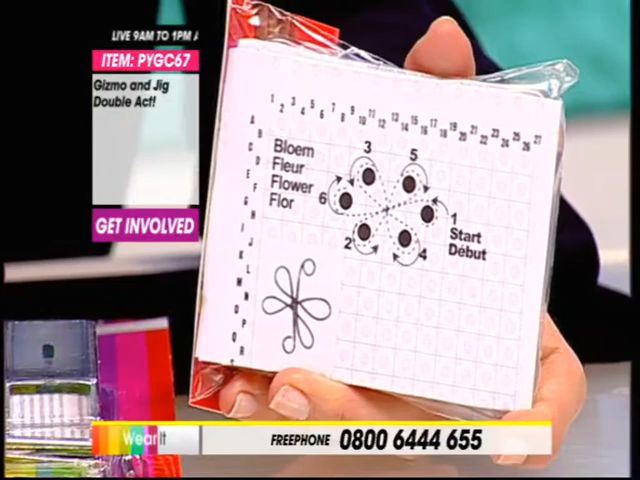 LIVE 9AM TO 1PM
ITEM: PYGC67
Gizmo and Jig
Double Act!
GET INVOLVED
1 2 3 4 5 6 7 8 9 10 11 12 13 14 15 16 17 18 19 20 21 22 23 24 25 26 27
A
B
C
D
E
F
G
H
I
J
K
L
M
N
O
P
Q
R
S
Bloem
Fleur
Flower
Flor
3
5
6
1
Start
Début
2
4
Wear It
FREEPHONE 0800 6444 655